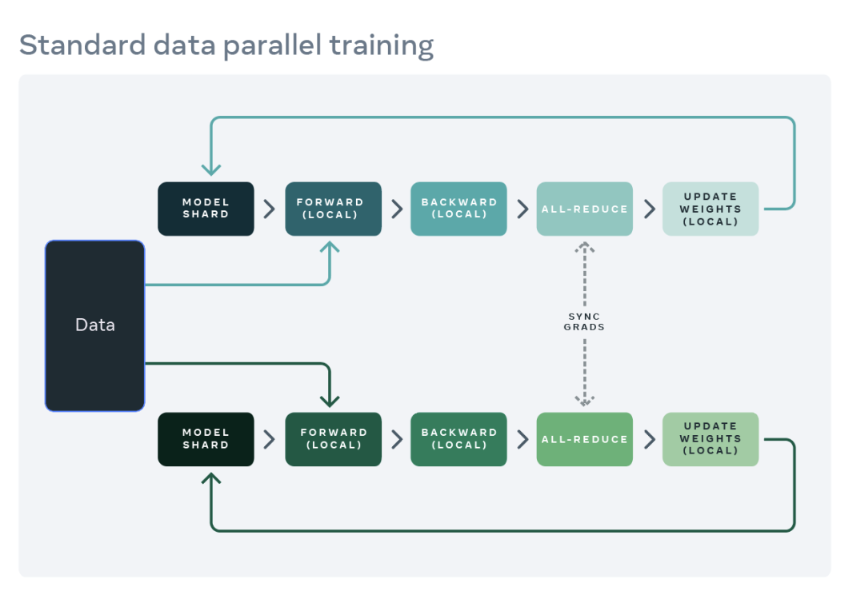 Standard data parallel training
MODEL
SHARD
FORWARD
(LOCAL)
BACKWARD
(LOCAL)
ALL-REDUCE
UPDATE
WEIGHTS
(LOCAL)
Data
SYNC
GRADS
MODEL
SHARD
FORWARD
(LOCAL)
BACKWARD
(LOCAL)
ALL-REDUCE
UPDATE
WEIGHTS
(LOCAL)